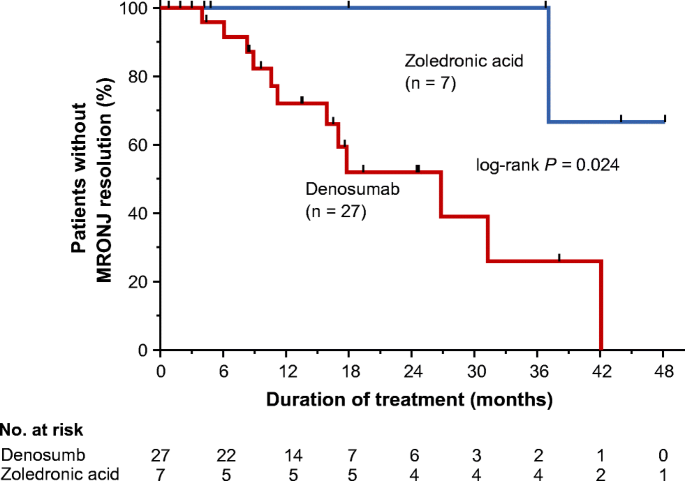 100
80
60
40
20
0
Patients without
MRONJ resolution (%)
Zoledronic acid
(n = 7)
log-rank P = 0.024
Denosumab
(n = 27)
0 6 12 18 24 30 36 42 48
Duration of treatment (months)
No. at risk
Denosumb 27 22 14 7 6 3 2 1 0
Zoledronic acid 7 5 5 5 4 4 4 2 1